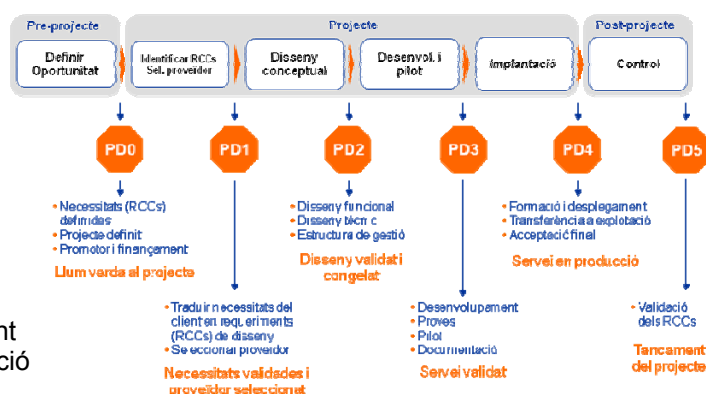 Pre-projecte
Projecte
Post-projecte
Definir
Oportunitat
Identificar RCCs
Sel. proveïdor
Disseny
conceptual
Desenvol. i
pilot
Implantació
Control
PD0
PD1
PD2
PD3
PD4
PD5
• Necessitats (RCCs)
definides
• Projecte definit
• Promotor i finançament
Llum verda al projecte
• Disseny funcional
• Disseny tècnic
• Estructura de gestió
Disseny validat i
congelat
• Formació i desplegament
• Transferència a explotació
• Acceptació final
Servei en producció
• Traduir necessitats del
client en requeriments
(RCCs) de disseny
• Seleccionar proveïdor
Necessitats validades i
proveïdor seleccionat
• Desenvolupament
• Proves
• Pilot
• Documentació
Servei validat
• Validació
dels RCCs
Tancament
del projecte
nt
ció